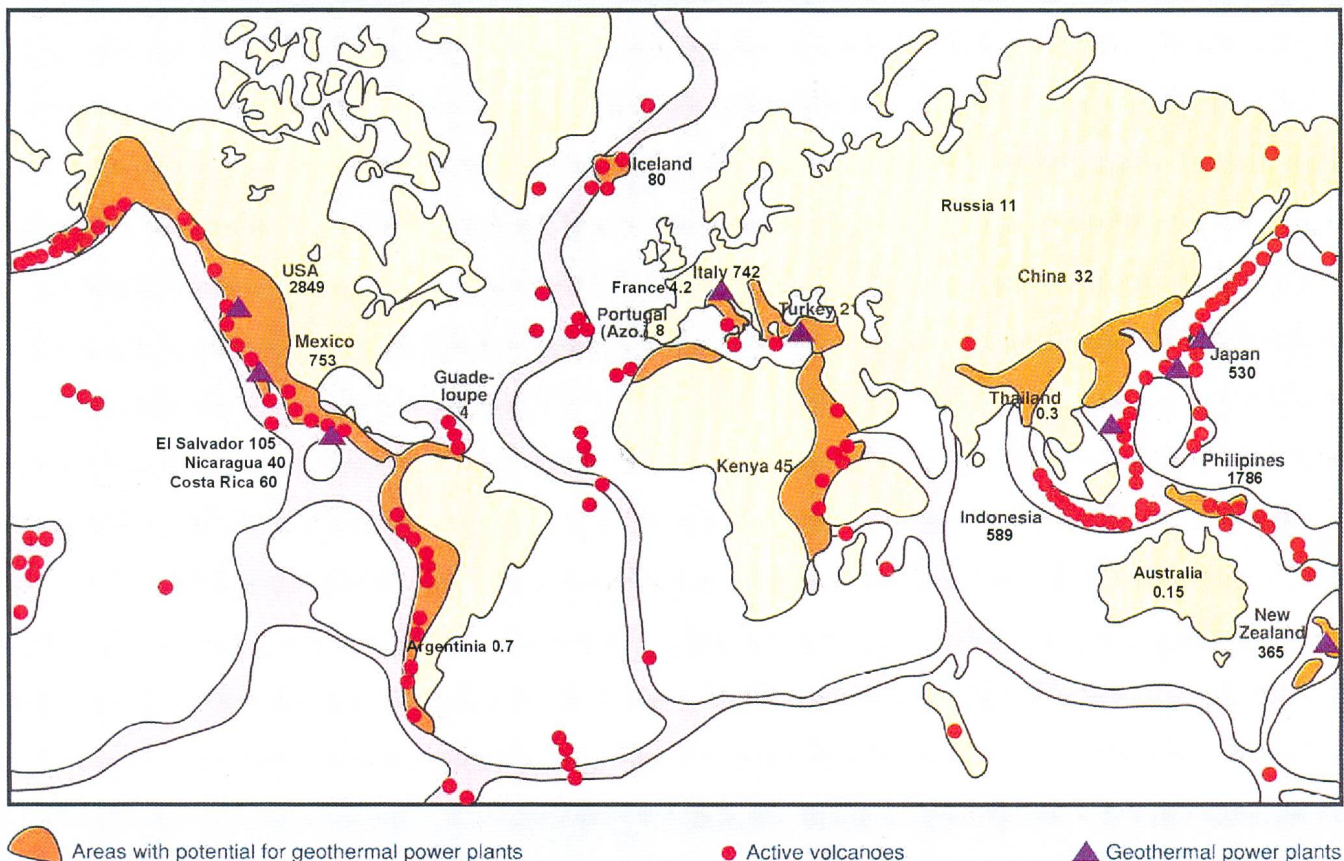 Iceland
80
Russia 11
USA
2849
Italy 742
China 32
France 4.2
Turkey 21
Portugal
(Azo.) 8
Mexico
753
Japan
530
Guade-
loupe
4
Thailand
0.3
El Salvador 105
Nicaragua 40
Costa Rica 60
Kenya 45
Philipines
1786
Indonesia
589
Australia
0.15
New
Zealand
365
Argentinia 0.7
Areas with potential for geothermal power plants
Active volcanoes
Geothermal power plants